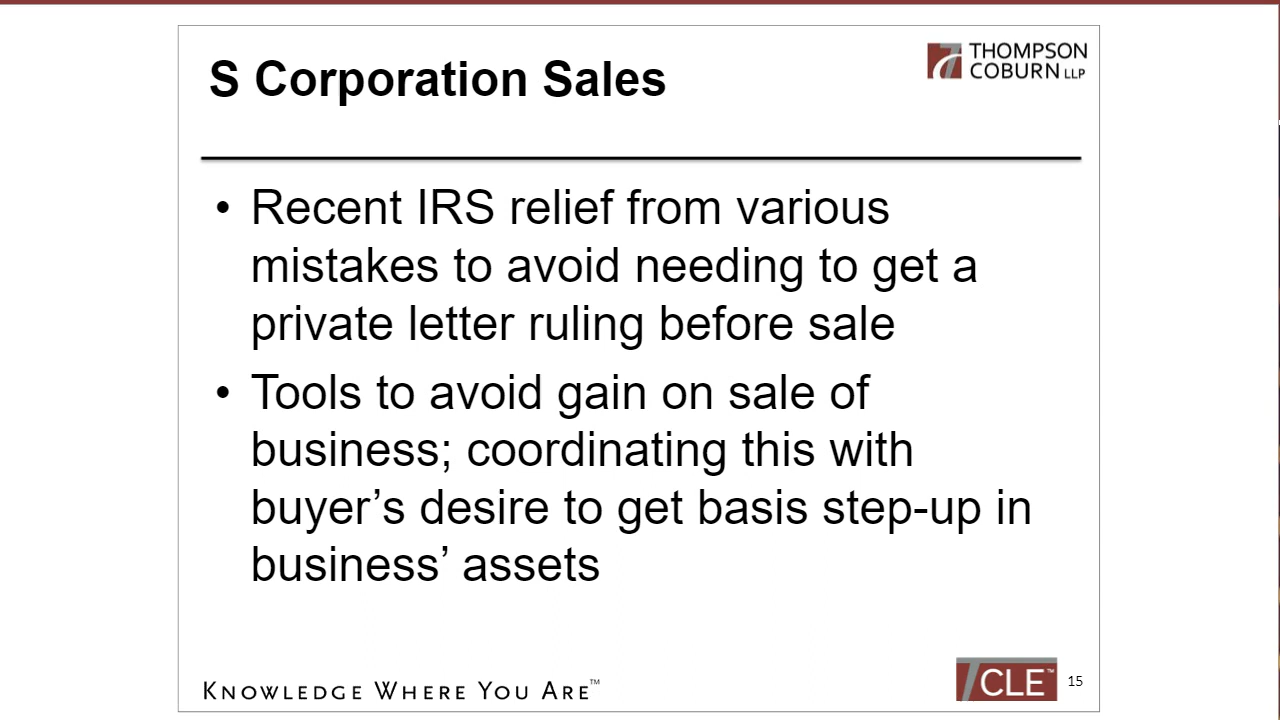 S Corporation Sales
THOMPSON
COBURN LLP
• Recent IRS relief from various
mistakes to avoid needing to get a
private letter ruling before sale
• Tools to avoid gain on sale of
business; coordinating this with
buyer’s desire to get basis step-up in
business’ assets
KNOWLEDGE WHERE YOU ARE™
CLE™
15